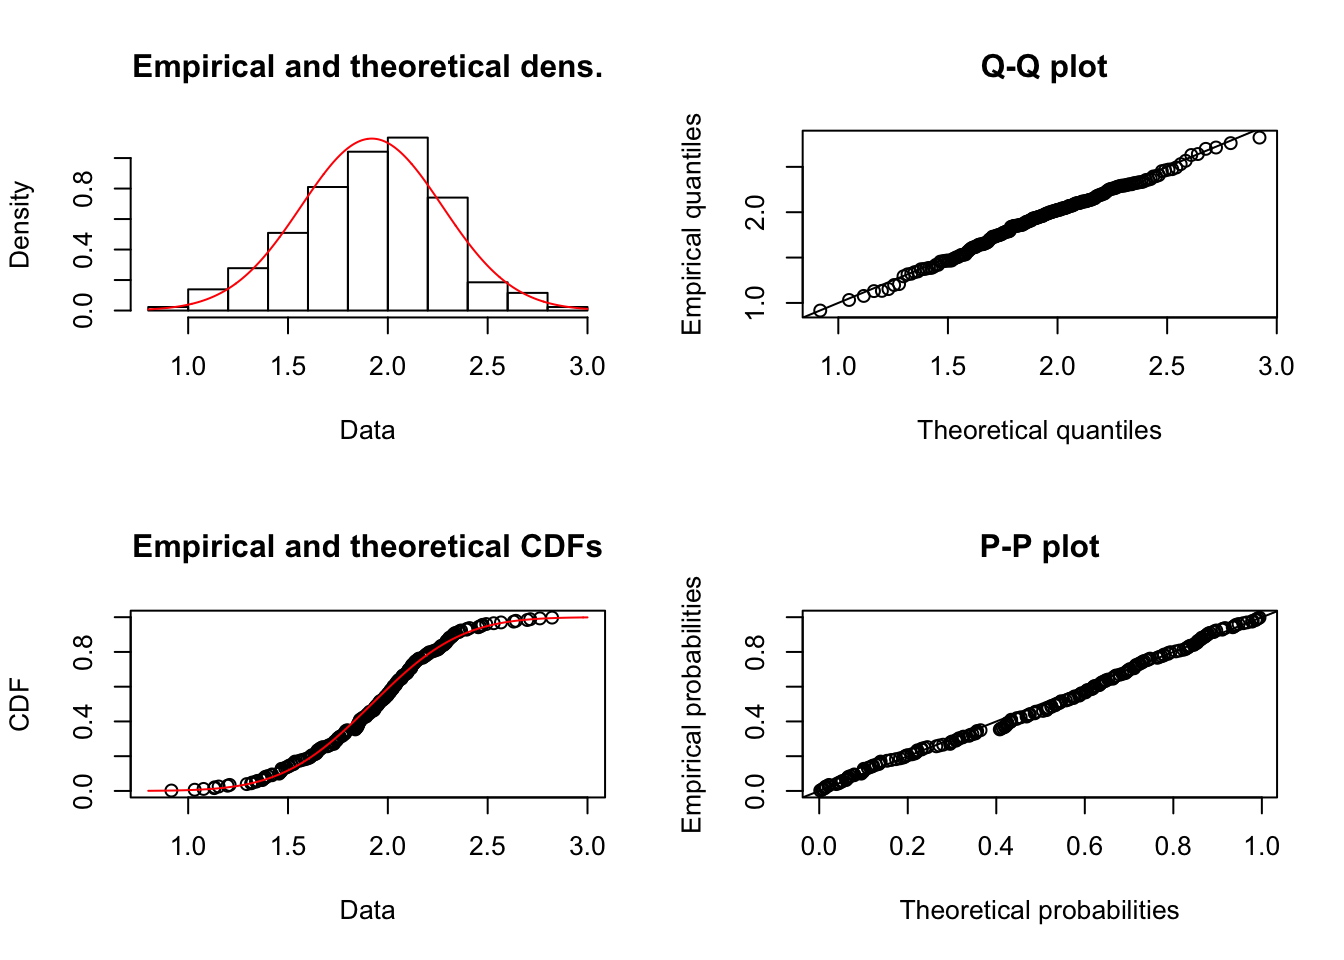 Empirical and theoretical dens.
Density
0.0 0.4 0.8
1.0 1.5 2.0 2.5 3.0
Data
Q-Q plot
Empirical quantiles
1.0 2.0
1.0 1.5 2.0 2.5 3.0
Theoretical quantiles
Empirical and theoretical CDFs
CDF
0.0 0.4 0.8
1.0 1.5 2.0 2.5 3.0
Data
P-P plot
Empirical probabilities
0.0 0.4 0.8
0.0 0.2 0.4 0.6 0.8 1.0
Theoretical probabilities